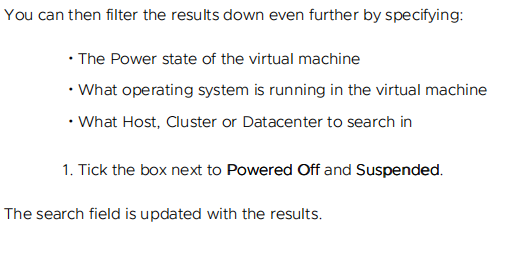 You can then filter the results down even further by specifying:
• The Power state of the virtual machine
• What operating system is running in the virtual machine
• What Host, Cluster or Datacenter to search in
1. Tick the box next to Powered Off and Suspended.
The search field is updated with the results.